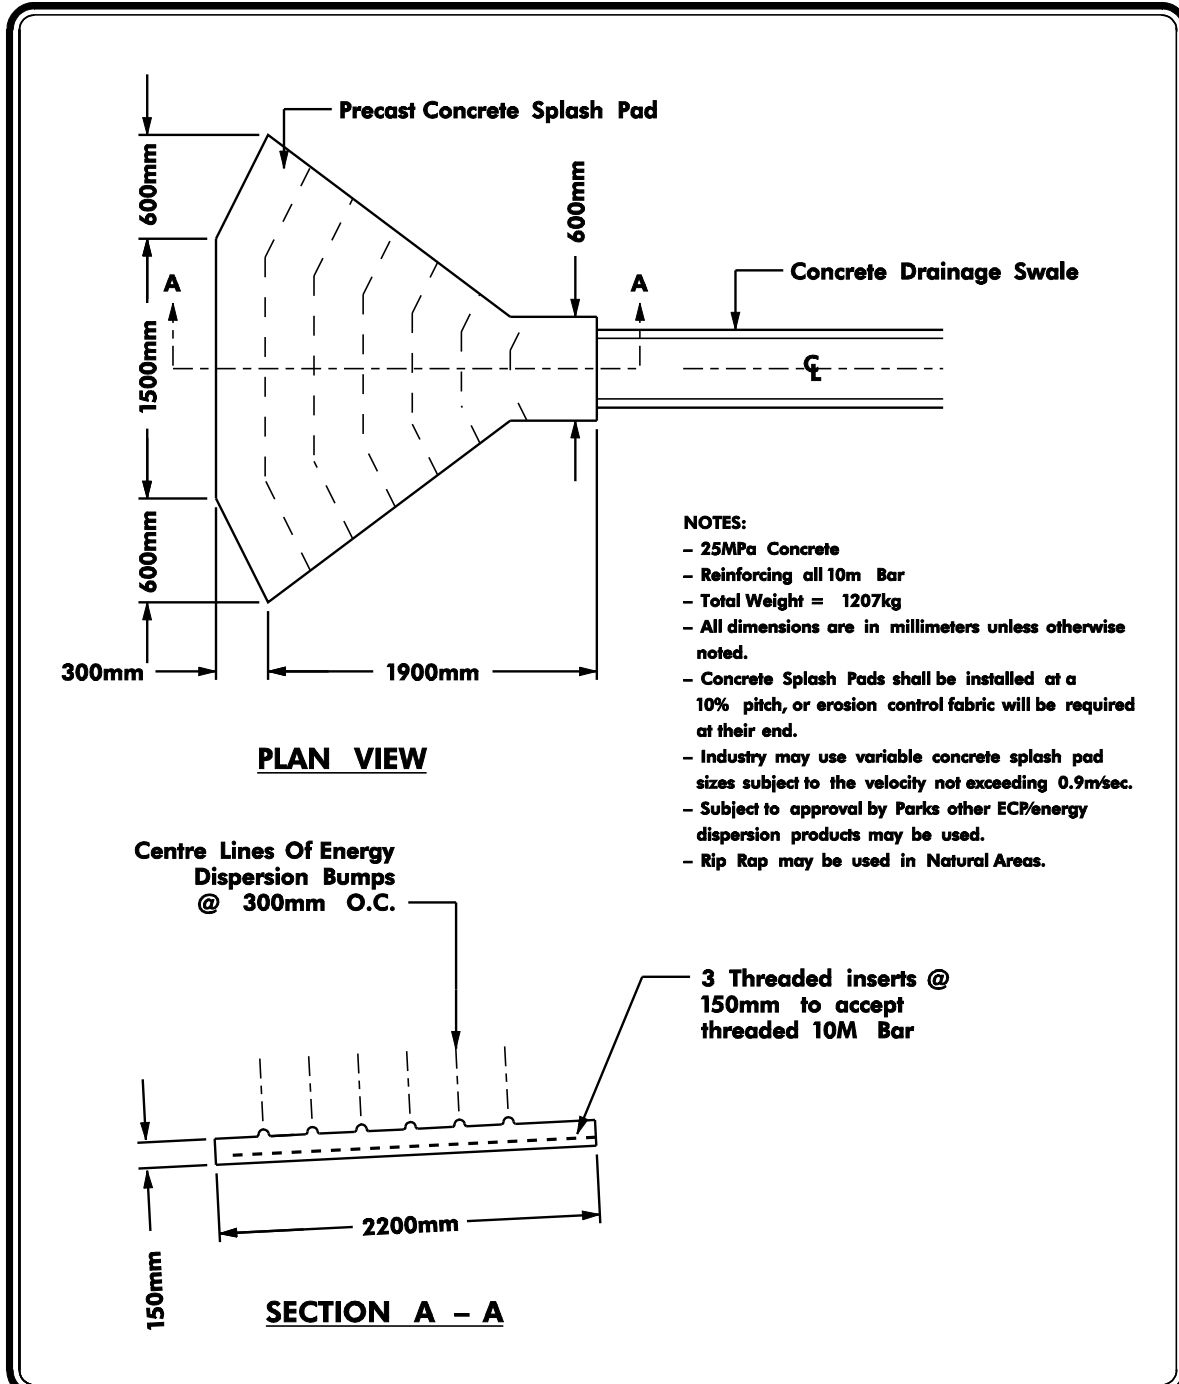 Precast Concrete Splash Pad
600mm
600mm
A
A
Concrete Drainage Swale
1500mm
℄
600mm
300mm
1900mm
PLAN VIEW
NOTES:
– 25MPa Concrete
– Reinforcing all 10m Bar
– Total Weight = 1207kg
– All dimensions are in millimeters unless otherwise
noted.
– Concrete Splash Pads shall be installed at a
10% pitch, or erosion control fabric will be required
at their end.
– Industry may use variable concrete splash pad
sizes subject to the velocity not exceeding 0.9m/sec.
– Subject to approval by Parks other ECP/energy
dispersion products may be used.
– Rip Rap may be used in Natural Areas.
Centre Lines Of Energy
Dispersion Bumps
@ 300mm O.C.
3 Threaded inserts @
150mm to accept
threaded 10M Bar
2200mm
150mm
SECTION A – A